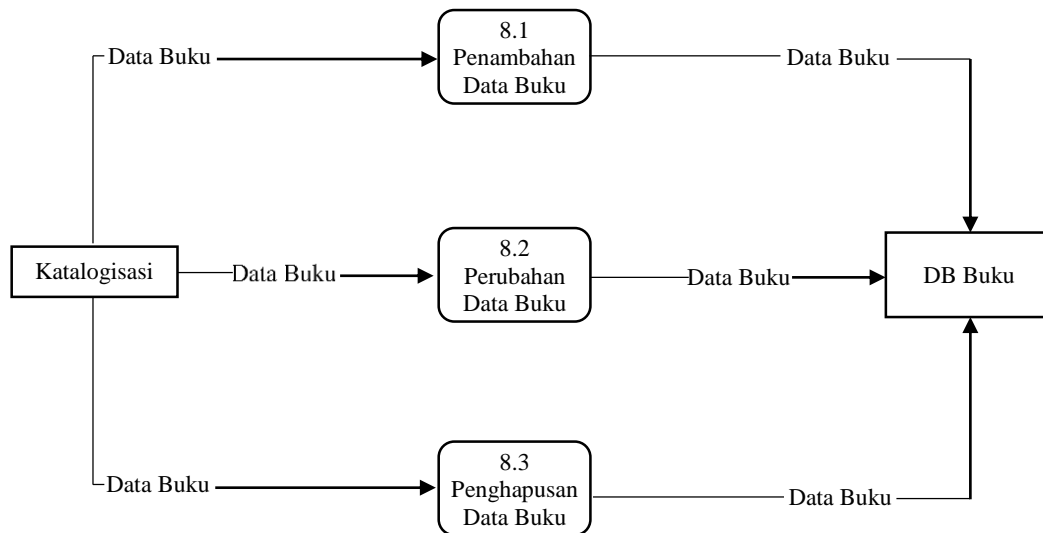 8.1
Penambahan
Data Buku
Data Buku
Data Buku
Katalogisasi
Data Buku
8.2
Perubahan
Data Buku
Data Buku
DB Buku
8.3
Penghapusan
Data Buku
Data Buku
Data Buku